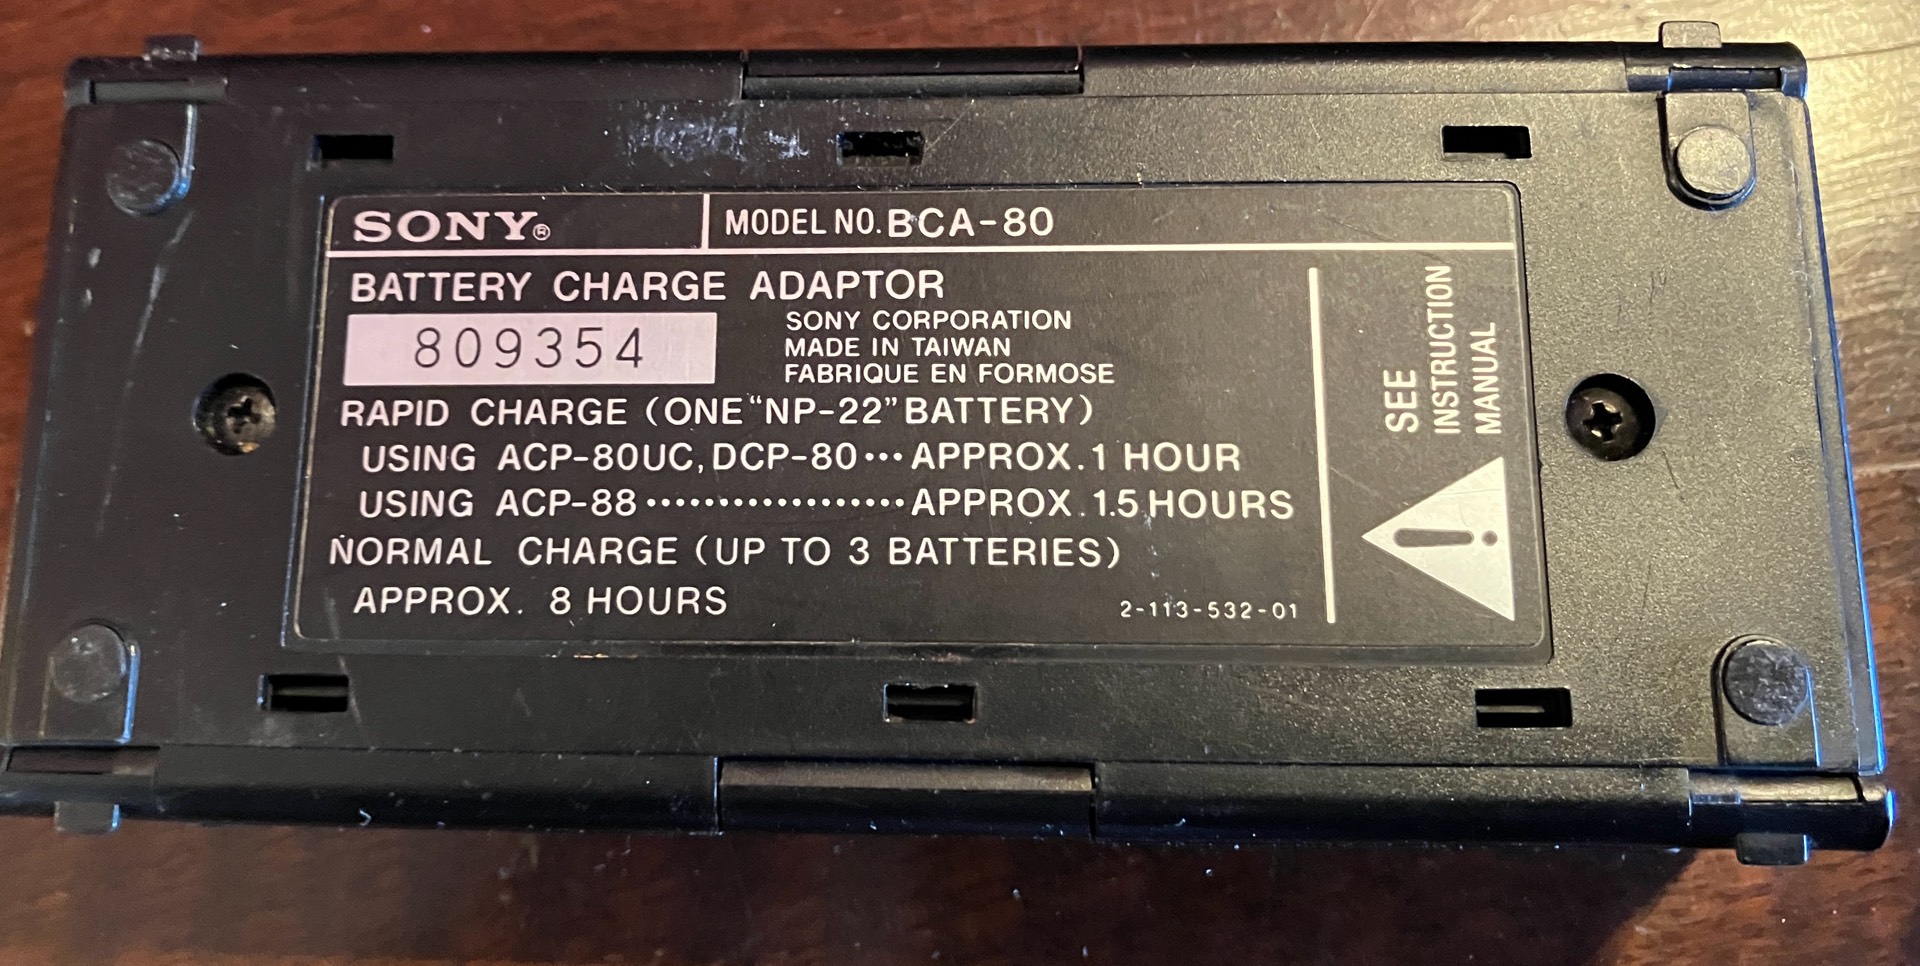 SONY®
MODEL NO. BCA-80
BATTERY CHARGE ADAPTOR
809354
SONY CORPORATION
MADE IN TAIWAN
FABRIQUE EN FORMOSE
RAPID CHARGE (ONE “NP-22” BATTERY)
USING ACP-80UC, DCP-80 ··· APPROX. 1 HOUR
USING ACP-88 ·················· APPROX. 1.5 HOURS
NORMAL CHARGE (UP TO 3 BATTERIES)
APPROX. 8 HOURS
2-113-532-01
SEE
INSTRUCTION
MANUAL
!